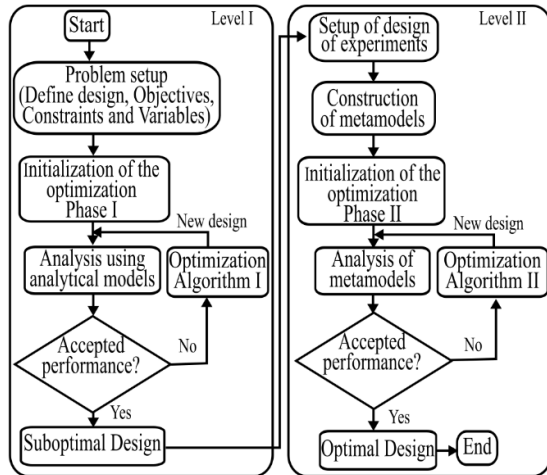 Level I
Start
Problem setup
(Define design, Objectives,
Constraints and Variables)
Initialization of the
optimization
Phase I
New design
Analysis using
analytical models
Optimization
Algorithm I
Accepted
performance?
No
Yes
Suboptimal Design
Level II
Setup of design
of experiments
Construction
of metamodels
Initialization of the
optimization
Phase II
New design
Analysis of
metamodels
Optimization
Algorithm II
Accepted
performance?
No
Yes
Optimal Design
End